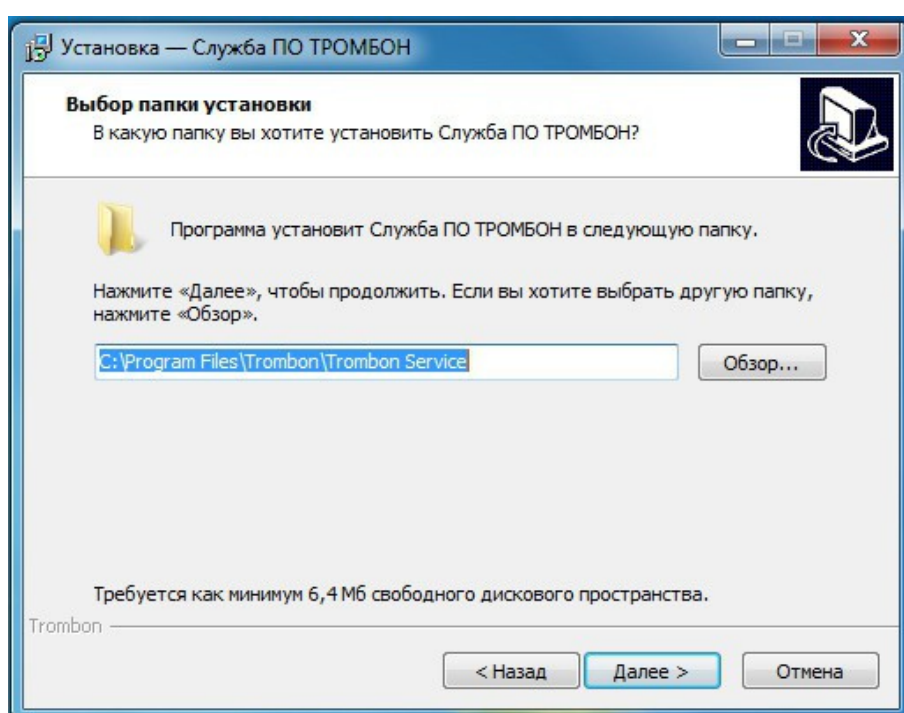 Установка — Служба ПО ТРОМБОН
Выбор папки установки
В какую папку вы хотите установить Служба ПО ТРОМБОН?
Программа установит Служба ПО ТРОМБОН в следующую папку.
Нажмите «Далее», чтобы продолжить. Если вы хотите выбрать другую папку,
нажмите «Обзор».
C:\Program Files\Trombon\Trombon Service
Обзор...
Требуется как минимум 6,4 Мб свободного дискового пространства.
Trombon
< Назад
Далее >
Отмена